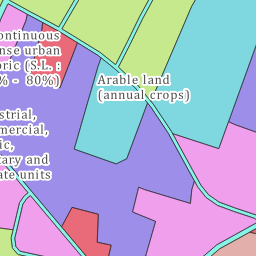 ontinuous
nse urban
bric (S.L. :
% - 80%)
Arable land
(annual crops)
strial,
mercial,
ic,
tary and
ate units